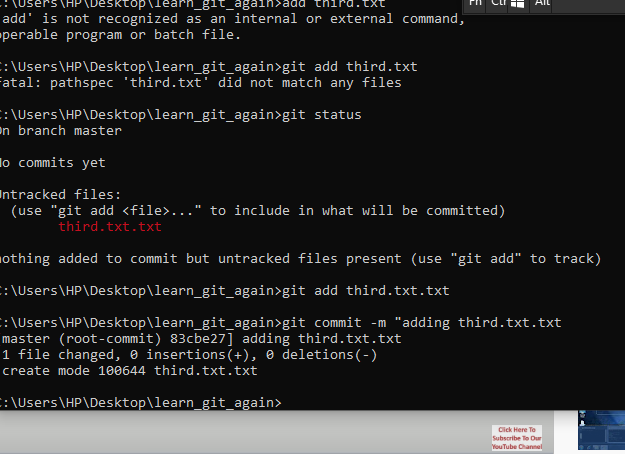 C:\Users\HP\Desktop\learn_git_again>add third.txt
Fn Ctrl Alt
'add' is not recognized as an internal or external command,
operable program or batch file.
C:\Users\HP\Desktop\learn_git_again>git add third.txt
fatal: pathspec 'third.txt' did not match any files
C:\Users\HP\Desktop\learn_git_again>git status
On branch master
No commits yet
Untracked files:
(use "git add <file>..." to include in what will be committed)
third.txt.txt
nothing added to commit but untracked files present (use "git add" to track)
C:\Users\HP\Desktop\learn_git_again>git add third.txt.txt
C:\Users\HP\Desktop\learn_git_again>git commit -m "adding third.txt.txt
[master (root-commit) 83cbe27] adding third.txt.txt
1 file changed, 0 insertions(+), 0 deletions(-)
create mode 100644 third.txt.txt
C:\Users\HP\Desktop\learn_git_again>
Click Here To
Subscribe To Our
YouTube Channel